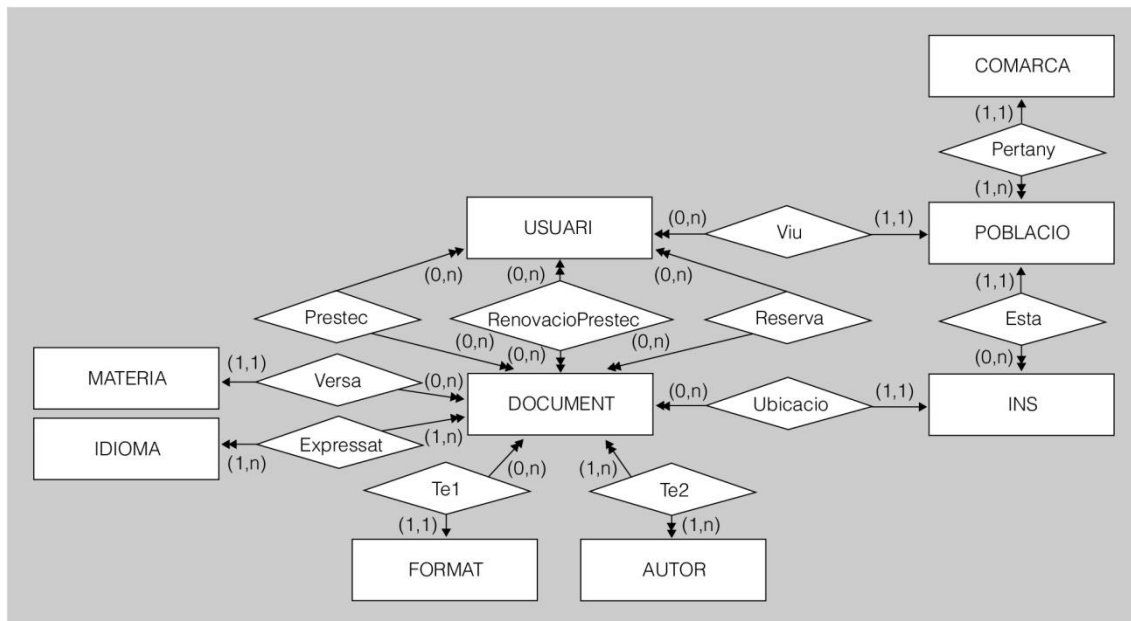 COMARCA
(1,1)
Pertany
(1,n)
USUARI
(0,n)
Viu
(1,1)
POBLACIO
(0,n)
(0,n)
(0,n)
(1,1)
Prestec
RenovacioPrestec
Reserva
Esta
(0,n)
(0,n)
(0,n)
(0,n)
MATERIA
(1,1)
Versa
(0,n)
DOCUMENT
(0,n)
Ubicacio
(1,1)
INS
IDIOMA
(1,n)
Expressat
(1,n)
(0,n)
(1,n)
Te1
Te2
(1,1)
(1,n)
FORMAT
AUTOR